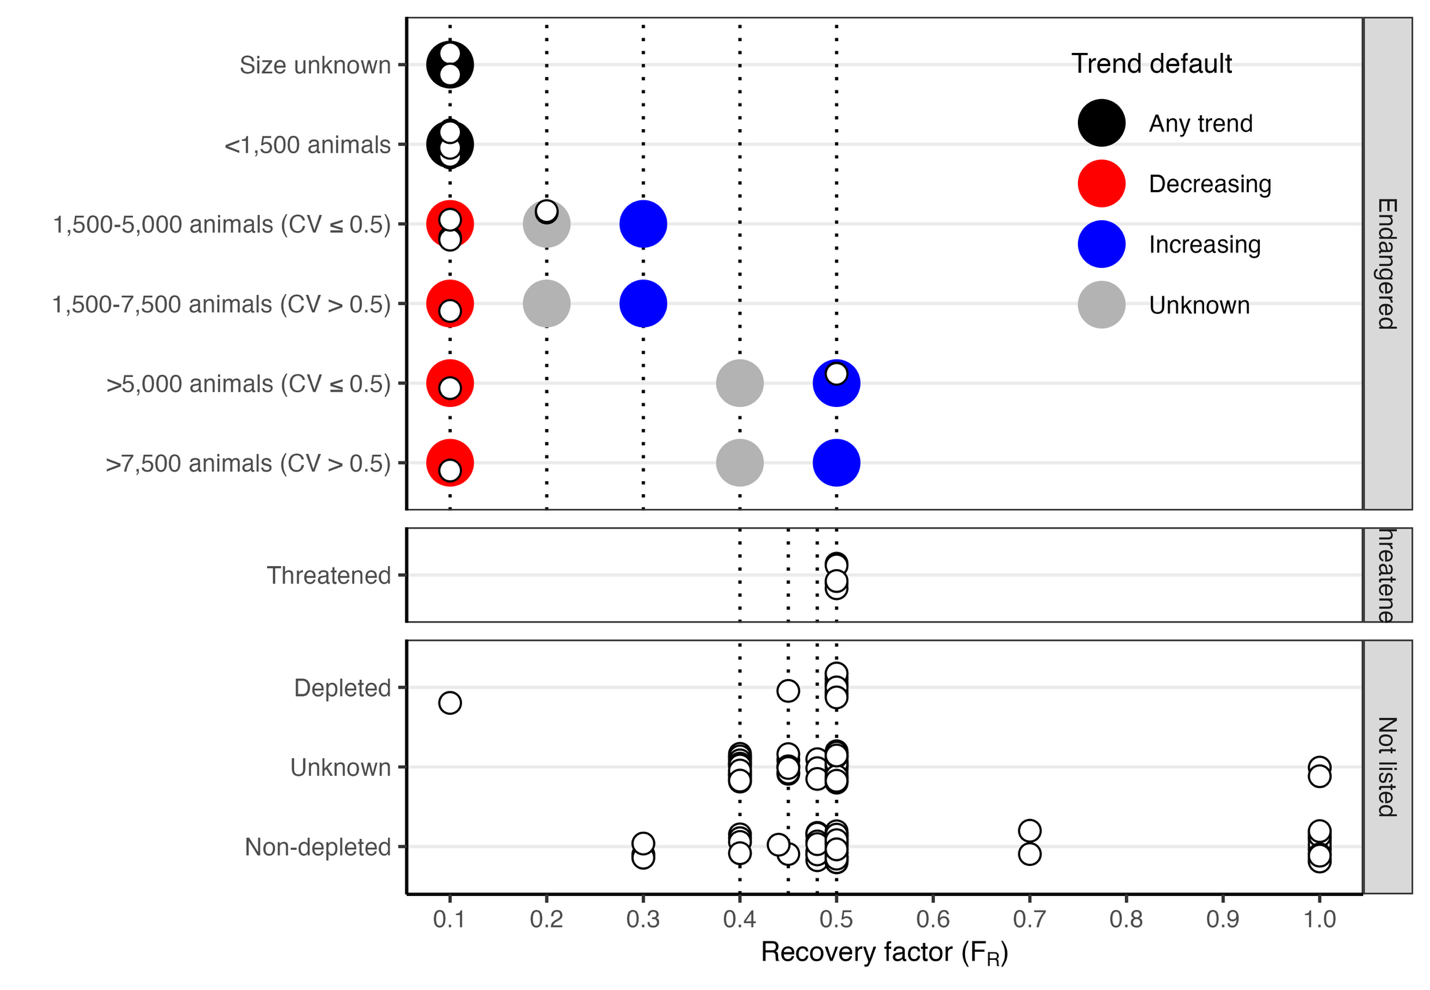 Size unknown
<1,500 animals
1,500-5,000 animals (CV ≤ 0.5)
1,500-7,500 animals (CV > 0.5)
>5,000 animals (CV ≤ 0.5)
>7,500 animals (CV > 0.5)
Trend default
Any trend
Decreasing
Increasing
Unknown
Endangered
Threatened
hreatene
Depleted
Unknown
Non-depleted
Not listed
0.1 0.2 0.3 0.4 0.5 0.6 0.7 0.8 0.9 1.0
Recovery factor (FR)